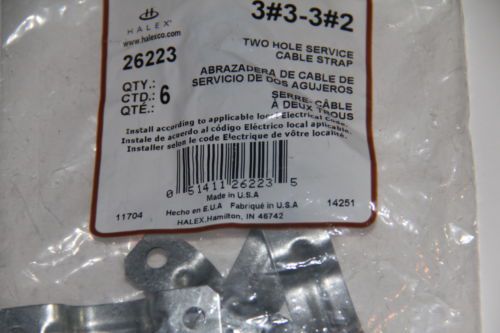 HALEX®
www.halexco.com
3#3-3#2
26223
TWO HOLE SERVICE
CABLE STRAP
ABRAZADERA DE CABLE DE
SERVICIO DE DOS AGUJEROS
QTY.:
CTD.: 6
QTÉ.:
SERRE-CÂBLE
À DEUX TROUS
Install according to applicable local Electrical Code.
Instale de acuerdo al código Eléctrico local aplicable.
Installer selon le code Electrique de vôtre localité.
0 51411 26223 5
Made in U.S.A
Hecho en E.U.A Fabriqué in U.S.A
11704
HALEX,Hamilton, IN 46742
14251